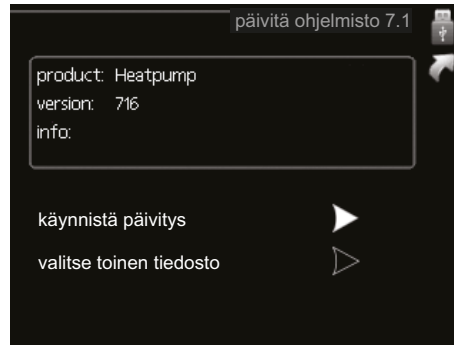 päivitä ohjelmisto 7.1
product: Heatpump
version: 716
info:
käynnistä päivitys
valitse toinen tiedosto